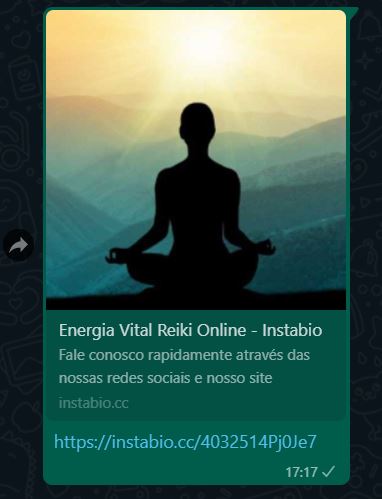 Energia Vital Reiki Online - Instabio
Fale conosco rapidamente através das
nossas redes sociais e nosso site
instabio.cc
https://instabio.cc/4032514Pj0Je7
17:17